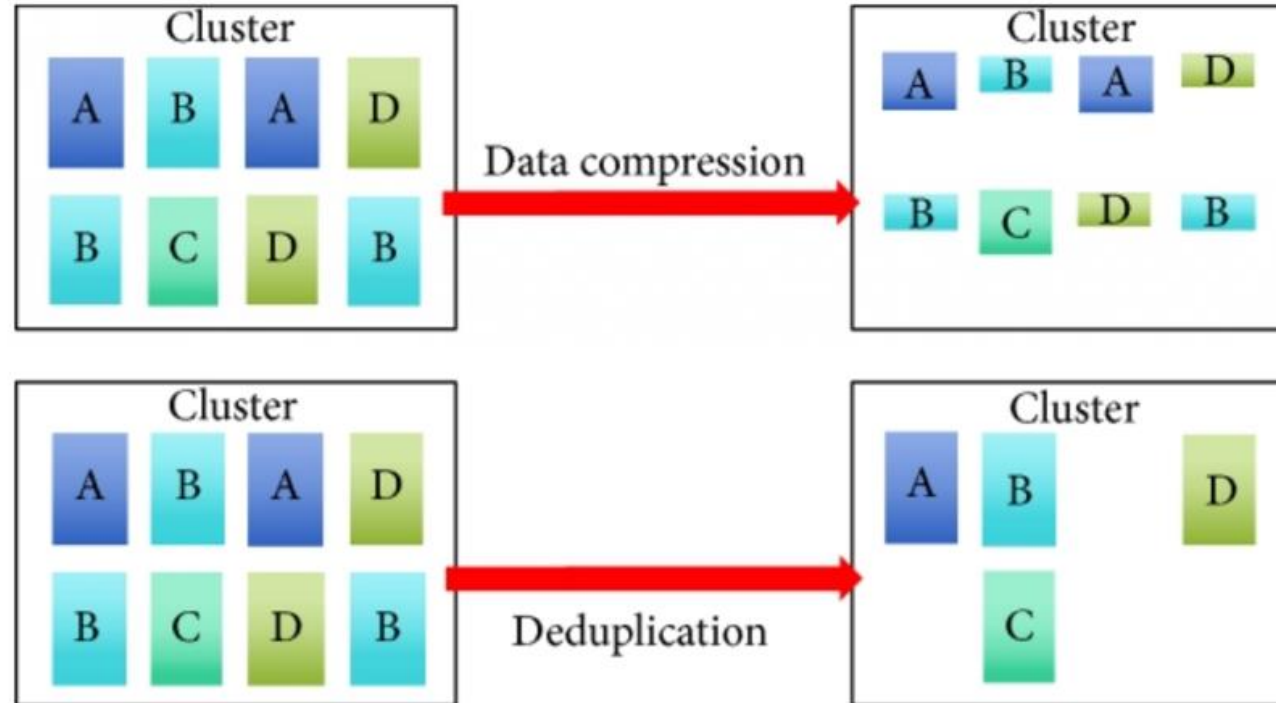 Cluster
A B A D
B C D B
Data compression
Cluster
A B A D
B C D B
Cluster
A B A D
B C D B
Deduplication
Cluster
A B D
C